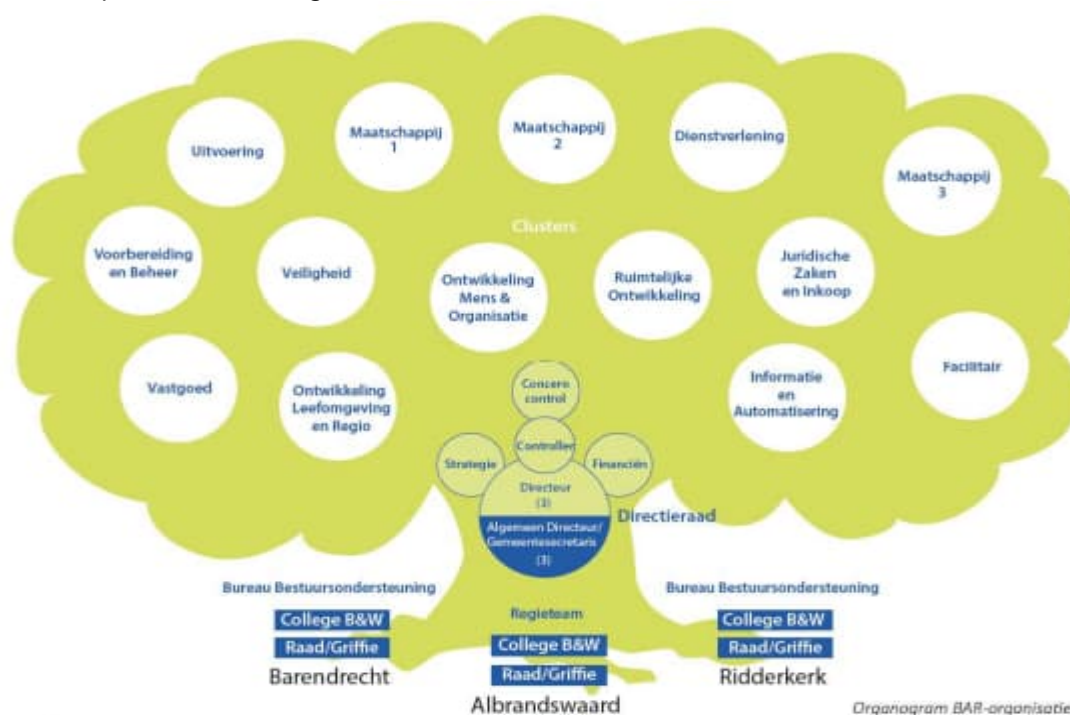 Uitvoering
Maatschappij
1
Maatschappij
2
Dienstverlening
Maatschappij
3
Clusters
Voorbereiding
en Beheer
Veiligheid
Ontwikkeling
Mens &
Organisatie
Ruimtelijke
Ontwikkeling
Juridische
Zaken
en Inkoop
Vastgoed
Ontwikkeling
Leefomgeving
en Regio
Informatie
en
Automatisering
Facilitair
Concern
control
Controller
Strategie
Financiën
Directeur
(3)
Directieraad
Algemeen Directeur/
Gemeentesecretaris
(3)
Bureau Bestuursondersteuning
College B&W
Raad/Griffie
Barendrecht
Regieteam
College B&W
Raad/Griffie
Albrandswaard
Bureau Bestuursondersteuning
College B&W
Raad/Griffie
Ridderkerk
Organogram BAR-organisatie